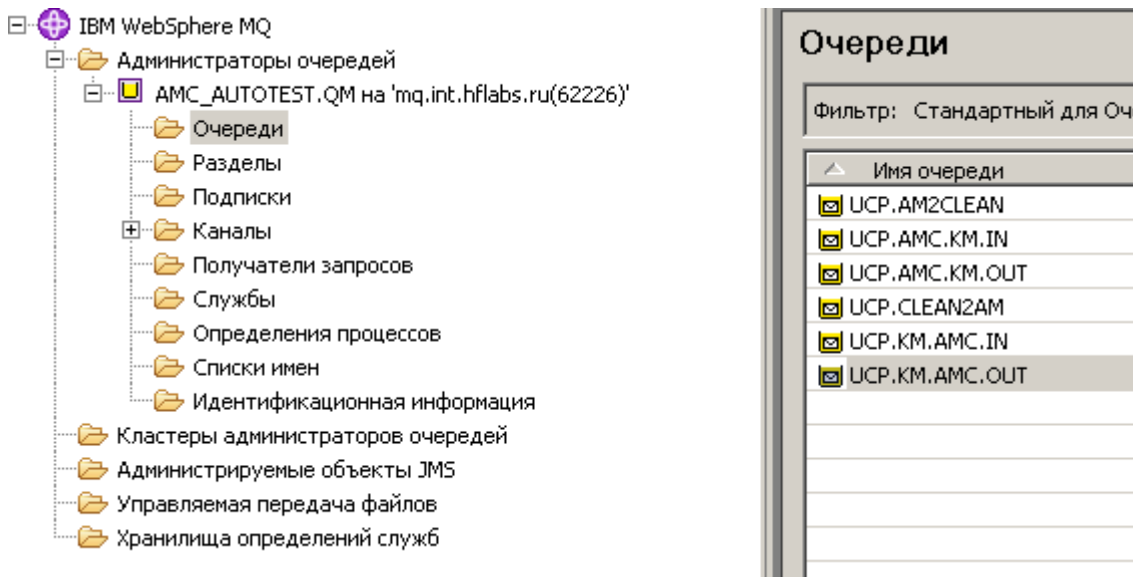 IBM WebSphere MQ
Администраторы очередей
AMC_AUTOTEST.QM на 'mq.int.hflabs.ru(62226)'
Очереди
Разделы
Подписки
Каналы
Получатели запросов
Службы
Определения процессов
Списки имен
Идентификационная информация
Кластеры администраторов очередей
Администрируемые объекты JMS
Управляемая передача файлов
Хранилища определений служб
Очереди
Фильтр: Стандартный для Оч
Имя очереди
UCP.AM2CLEAN
UCP.AMC.KM.IN
UCP.AMC.KM.OUT
UCP.CLEAN2AM
UCP.KM.AMC.IN
UCP.KM.AMC.OUT